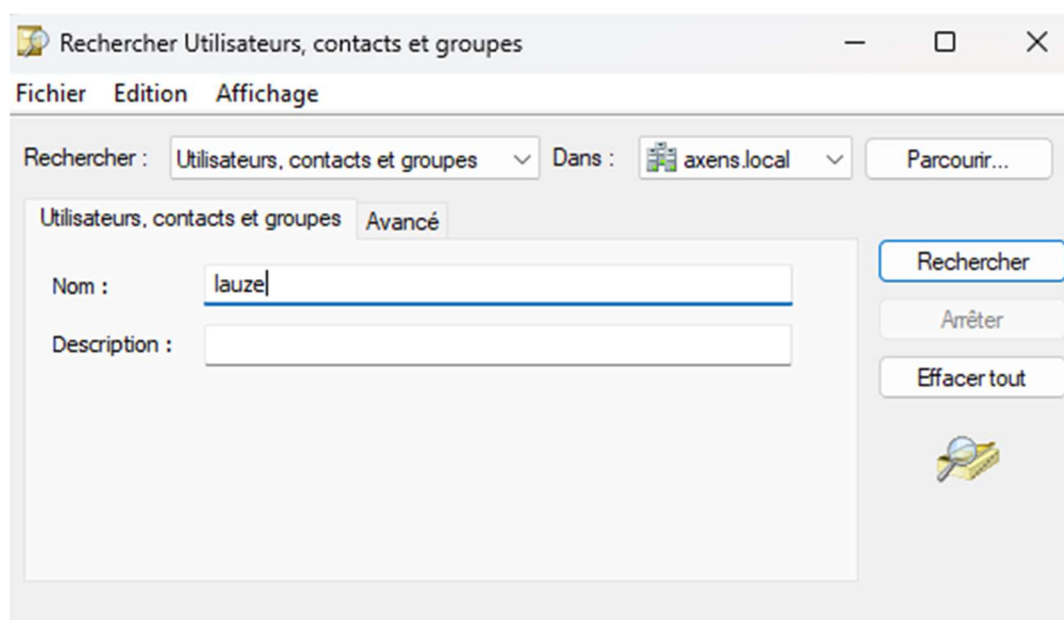 Rechercher Utilisateurs, contacts et groupes
Fichier Edition Affichage
Rechercher : Utilisateurs, contacts et groupes Dans : axens.local Parcourir...
Utilisateurs, contacts et groupes Avancé
Rechercher
Nom : lauze
Arrêter
Description :
Effacer tout